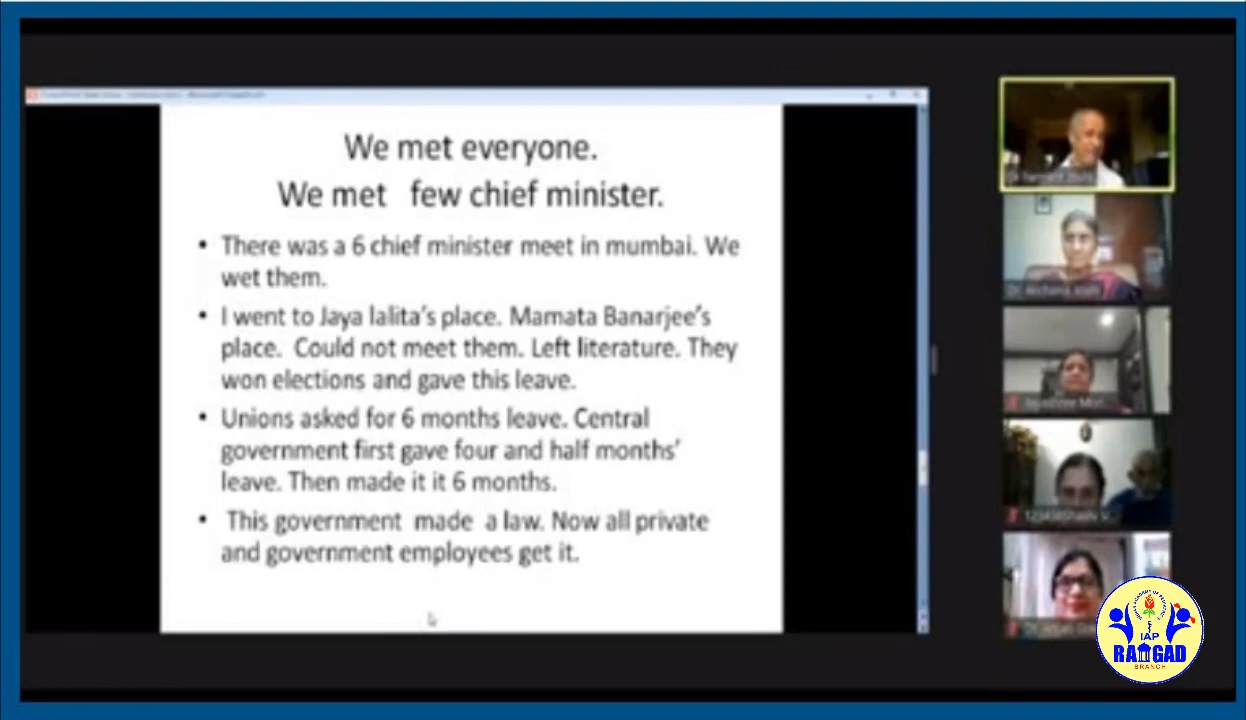 We met everyone.
We met few chief minister.
• There was a 6 chief minister meet in mumbai. We
wet them.
• I went to Jaya lalita's place. Mamata Banarjee's
place. Could not meet them. Left literature. They
won elections and gave this leave.
• Unions asked for 6 months leave. Central
government first gave four and half months'
leave. Then made it it 6 months.
• This government made a law. Now all private
and government employees get it.
IAP
RAIGAD
BRANCH